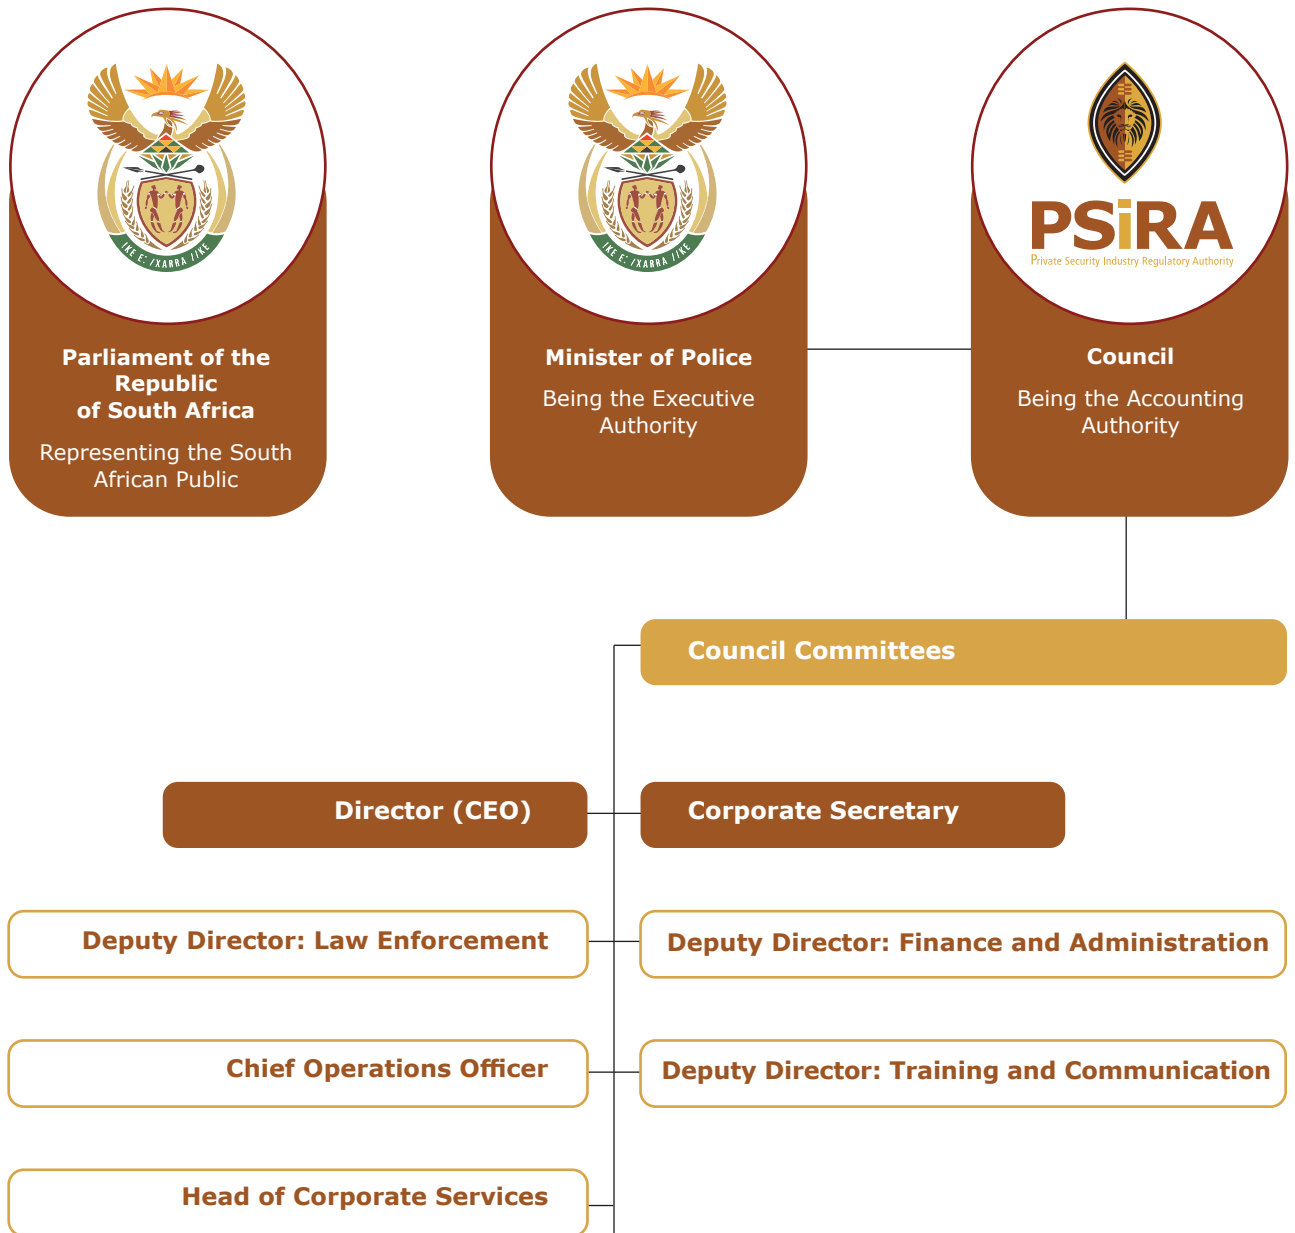 !KE E: /XARRA //KE
!KE E: /XARRA //KE
PSiRA
Private Security Industry Regulatory Authority
Parliament of the
Republic
of South Africa
Representing the South
African Public
Minister of Police
Being the Executive
Authority
Council
Being the Accounting
Authority
Council Committees
Director (CEO)
Corporate Secretary
Deputy Director: Law Enforcement
Deputy Director: Finance and Administration
Chief Operations Officer
Deputy Director: Training and Communication
Head of Corporate Services